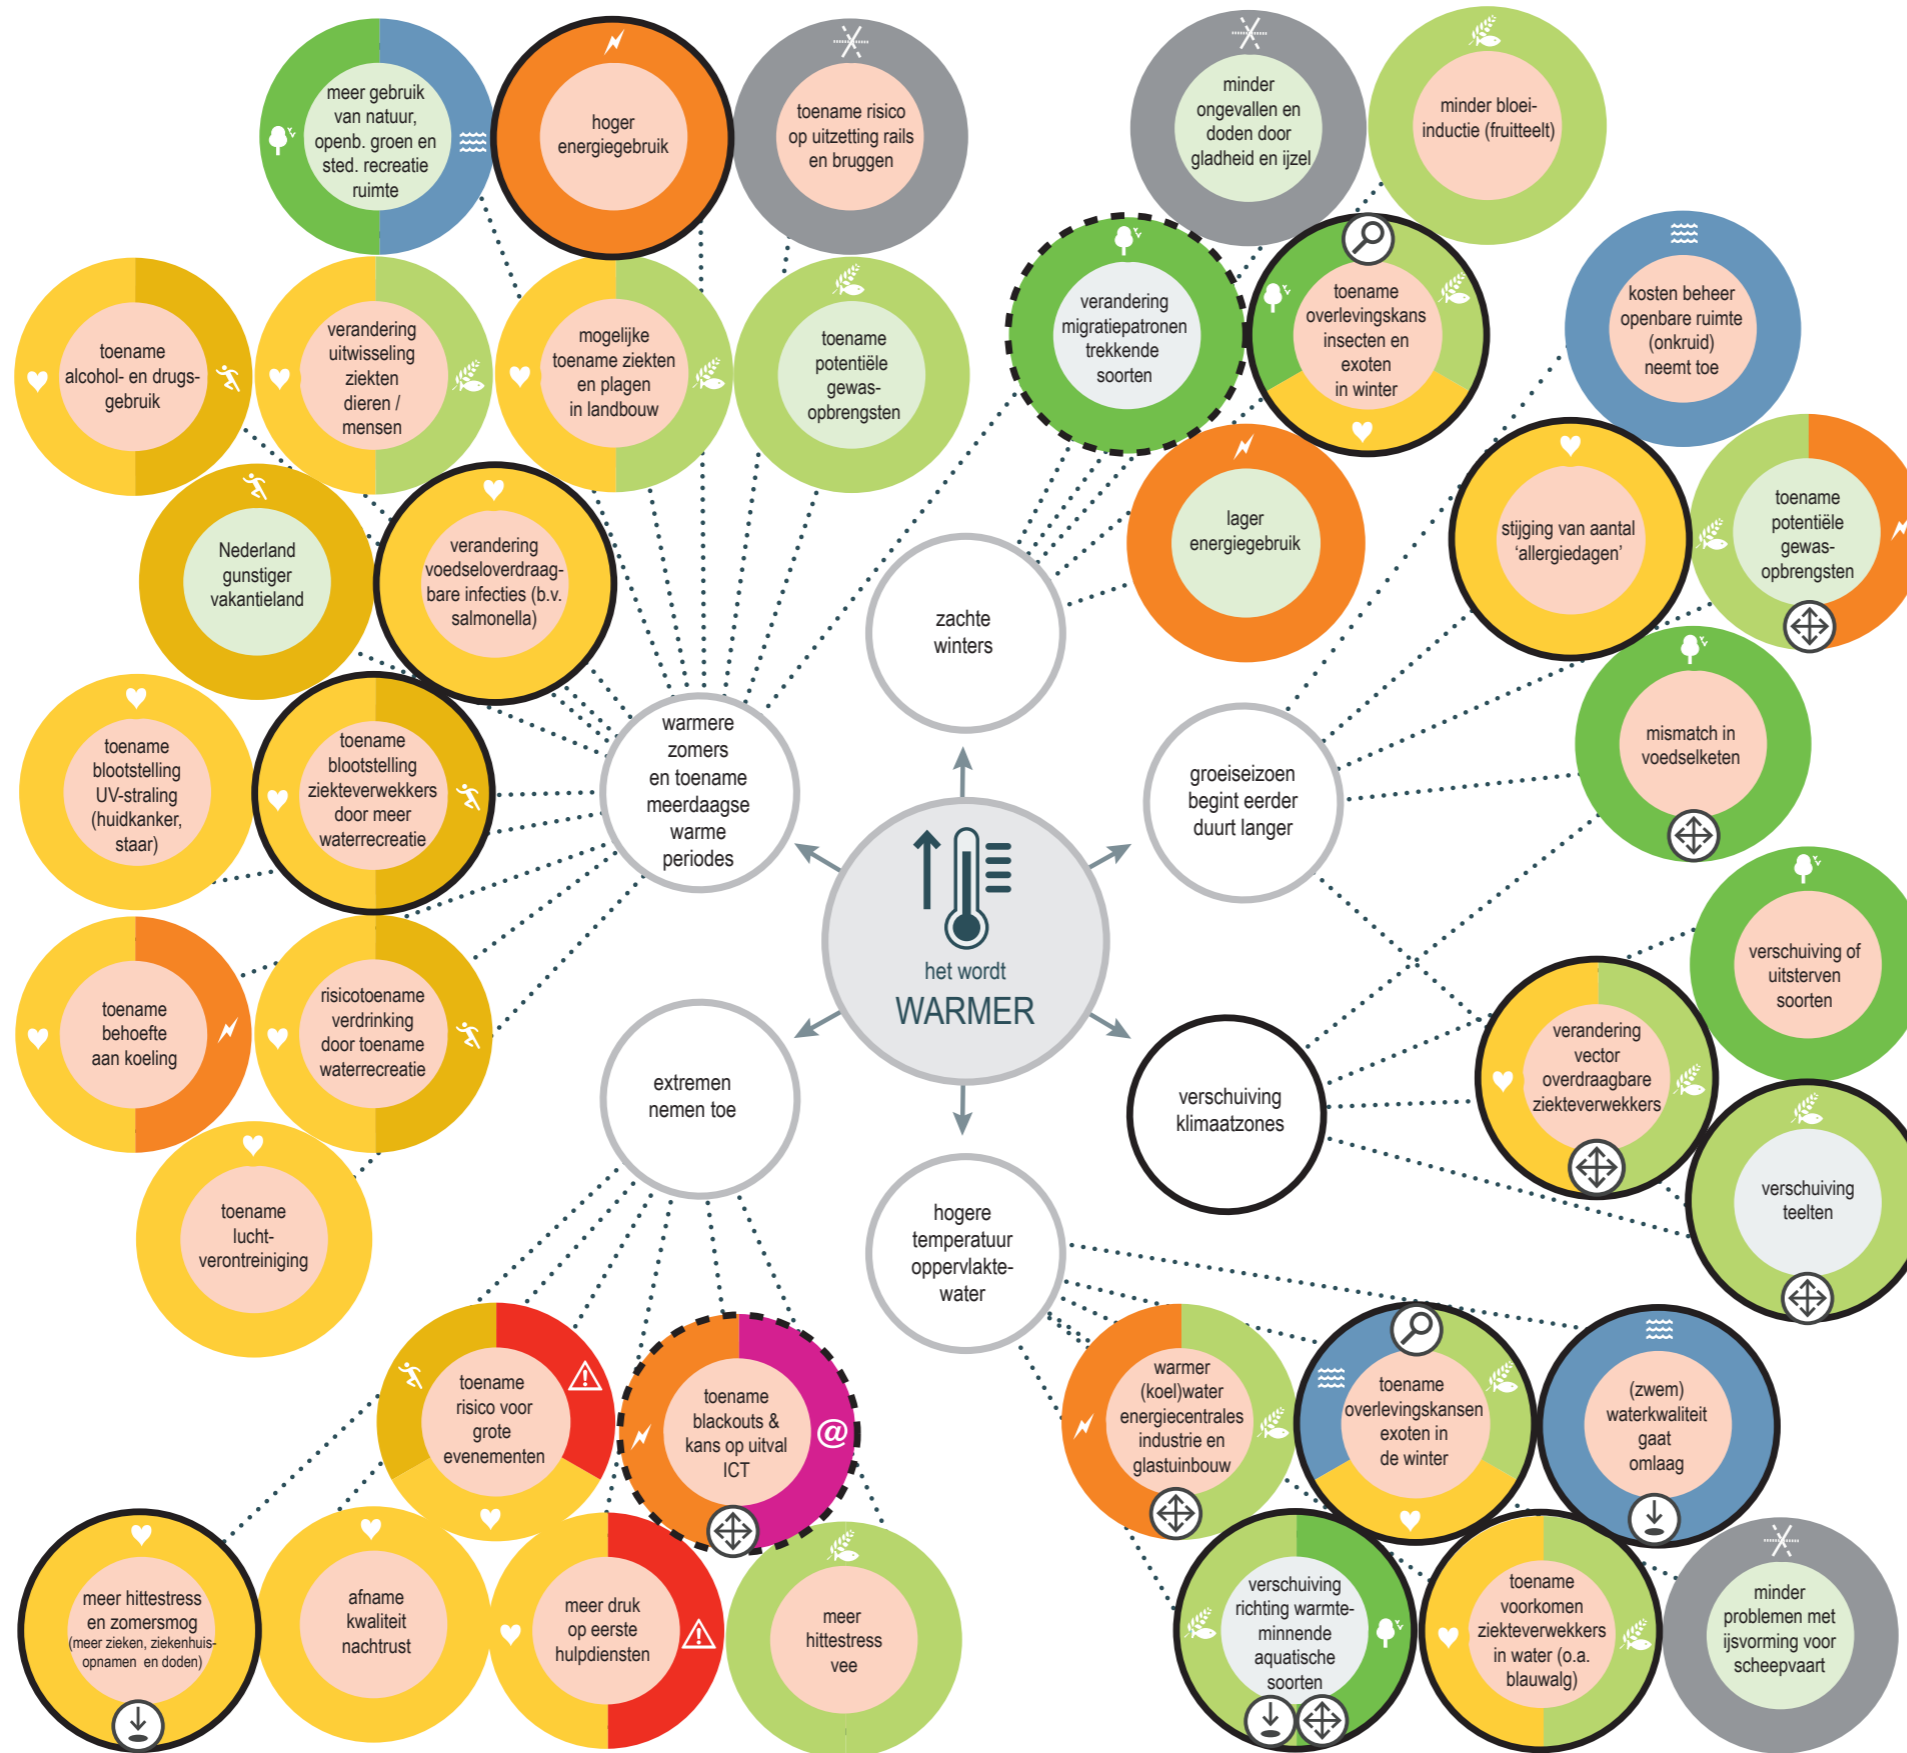 meer gebruik
van natuur,
openb. groen en
sted. recreatie
ruimte
hoger
energiegebruik
toename risico
op uitzetting rails
en bruggen
minder
ongevallen en
doden door
gladheid en ijzel
minder bloei-
inductie (fruitteelt)
toename
alcohol- en drugs-
gebruik
verandering
uitwisseling
ziekten
dieren /
mensen
mogelijke
toename ziekten
en plagen
in landbouw
toename
potentiële
gewas-
opbrengsten
verandering
migratiepatronen
trekkende
soorten
toename
overlevingskans
insecten en
exoten
in winter
kosten beheer
openbare ruimte
(onkruid)
neemt toe
Nederland
gunstiger
vakantieland
verandering
voedseloverdraag-
bare infecties (b.v.
salmonella)
lager
energiegebruik
stijging van aantal
‘allergiedagen’
toename
potentiële
gewas-
opbrengsten
zachte
winters
toename
blootstelling
UV-straling
(huidkanker,
staar)
toename
blootstelling
ziekteverwekkers
door meer
waterrecreatie
warmere
zomers
en toename
meerdaagse
warme
periodes
groeiseizoen
begint eerder
duurt langer
mismatch in
voedselketen
het wordt
WARMER
verschuiving of
uitsterven
soorten
toename
behoefte
aan koeling
risicotoename
verdrinking
door toename
waterrecreatie
extremen
nemen toe
verschuiving
klimaatzones
verandering
vector
overdraagbare
ziekteverwekkers
verschuiving
teelten
toename
lucht-
verontreiniging
hogere
temperatuur
oppervlakte-
water
toename
risico voor
grote
evenementen
toename
blackouts &
kans op uitval
ICT
@
warmer
(koel)water
energiecentrales
industrie en
glastuinbouw
toename
overlevingskansen
exoten in
de winter
(zwem)
waterkwaliteit
gaat
omlaag
meer hittestress
en zomersmog
(meer zieken, ziekenhuis-
opnamen en doden)
afname
kwaliteit
nachtrust
meer druk
op eerste
hulpdiensten
meer
hittestress
vee
verschuiving
richting warmte-
minnende
aquatische
soorten
toename
voorkomen
ziekteverwekkers
in water (o.a.
blauwalg)
minder
problemen met
ijsvorming voor
scheepvaart